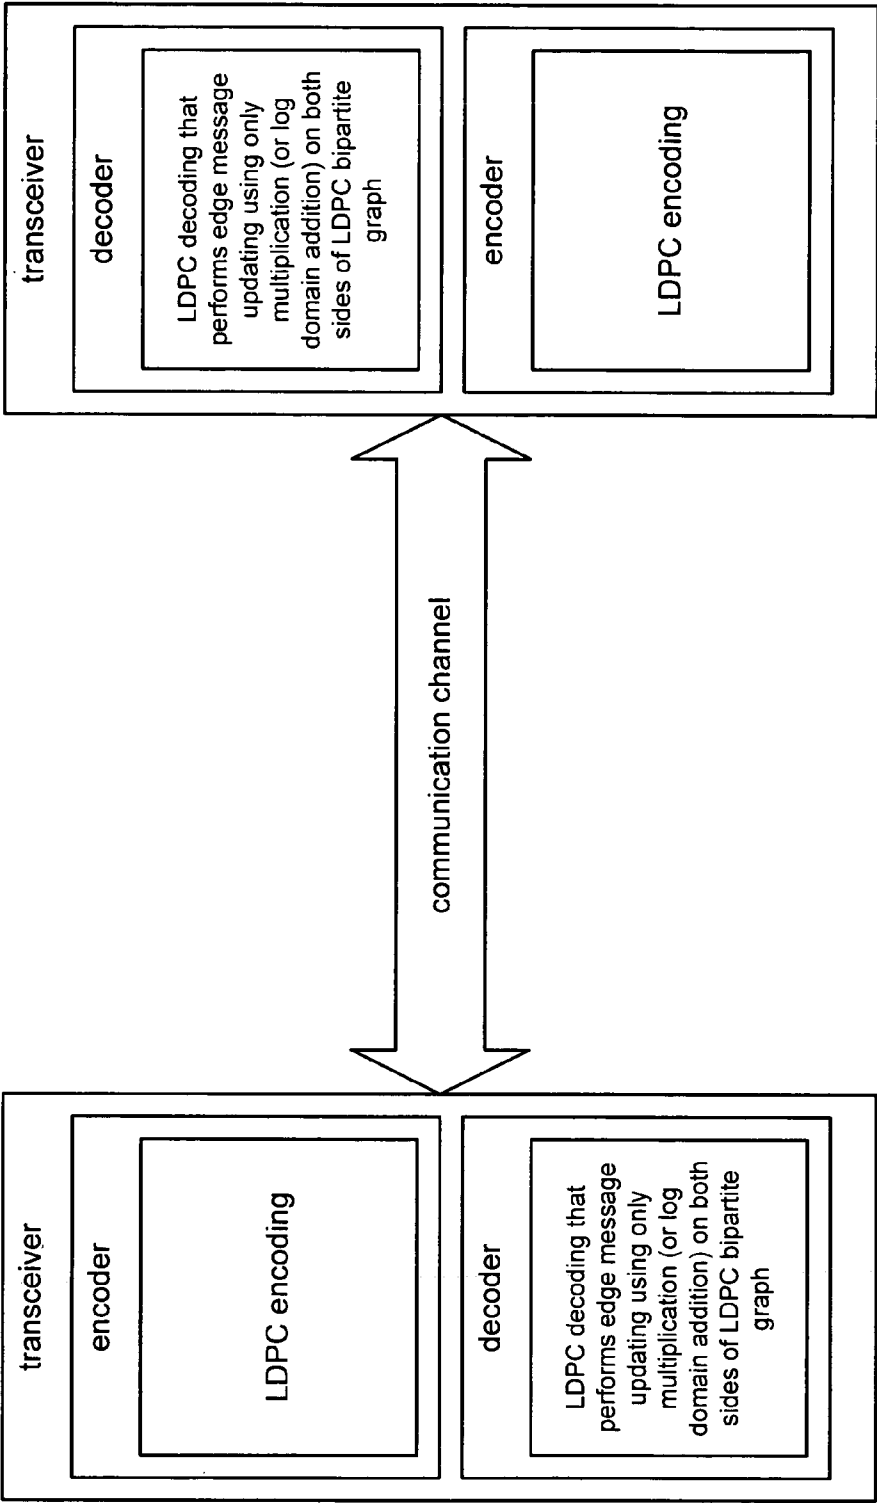 transceiver
encoder
LDPC encoding
decoder
LDPC decoding that
performs edge message
updating using only
multiplication (or log
domain addition) on both
sides of LDPC bipartite
graph
communication channel
transceiver
decoder
LDPC decoding that
performs edge message
updating using only
multiplication (or log
domain addition) on both
sides of LDPC bipartite
graph
encoder
LDPC encoding